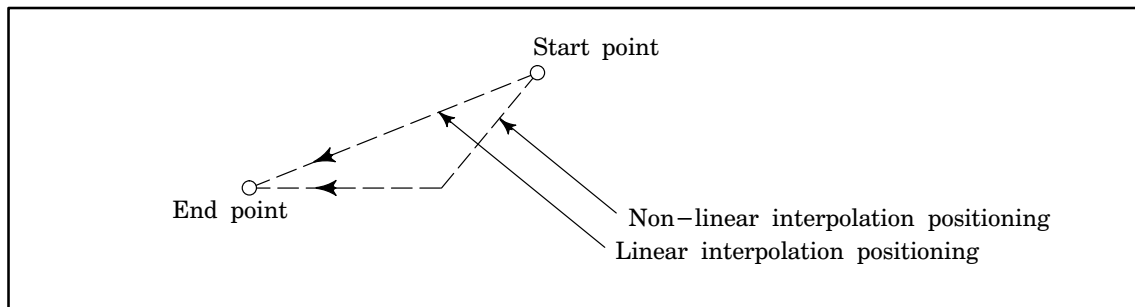 Start point
End point
Non−linear interpolation positioning
Linear interpolation positioning